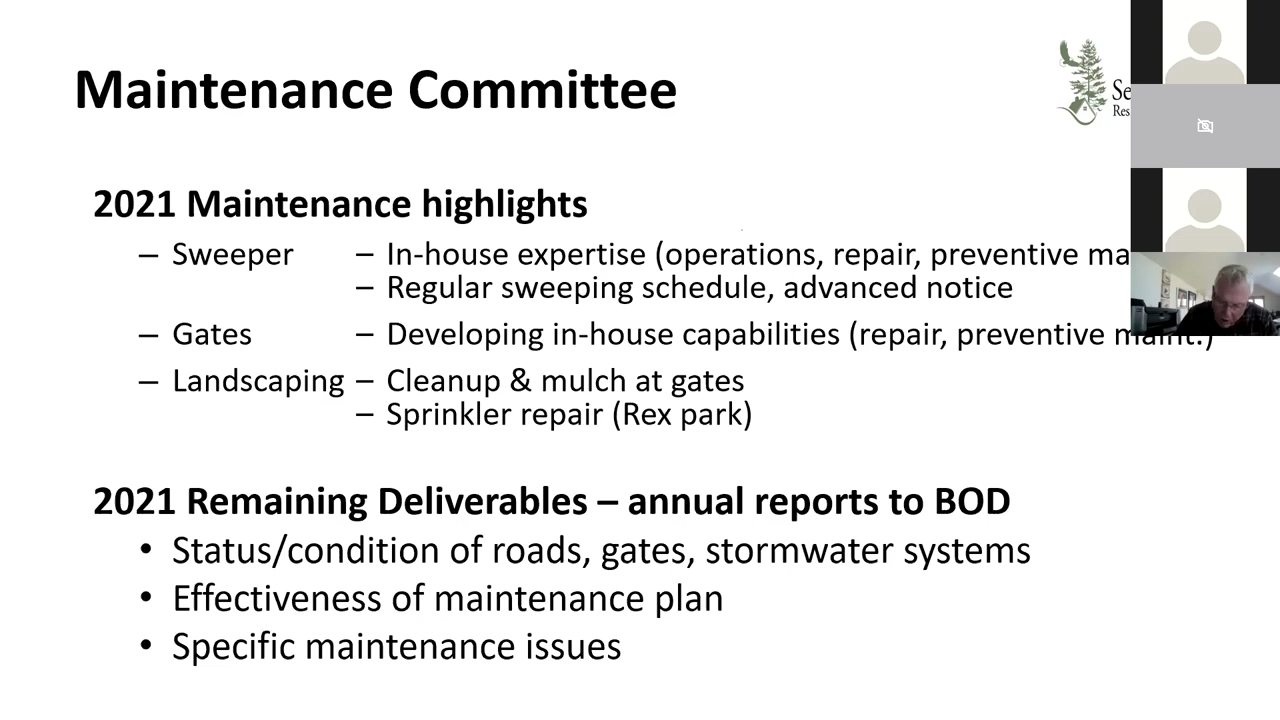 Maintenance Committee
2021 Maintenance highlights
– Sweeper – In-house expertise (operations, repair, preventive
– Regular sweeping schedule, advanced notice
– Gates – Developing in-house capabilities (repair, preventive maint.)
– Landscaping – Cleanup & mulch at gates
– Sprinkler repair (Rex park)
2021 Remaining Deliverables – annual reports to BOD
• Status/condition of roads, gates, stormwater systems
• Effectiveness of maintenance plan
• Specific maintenance issues